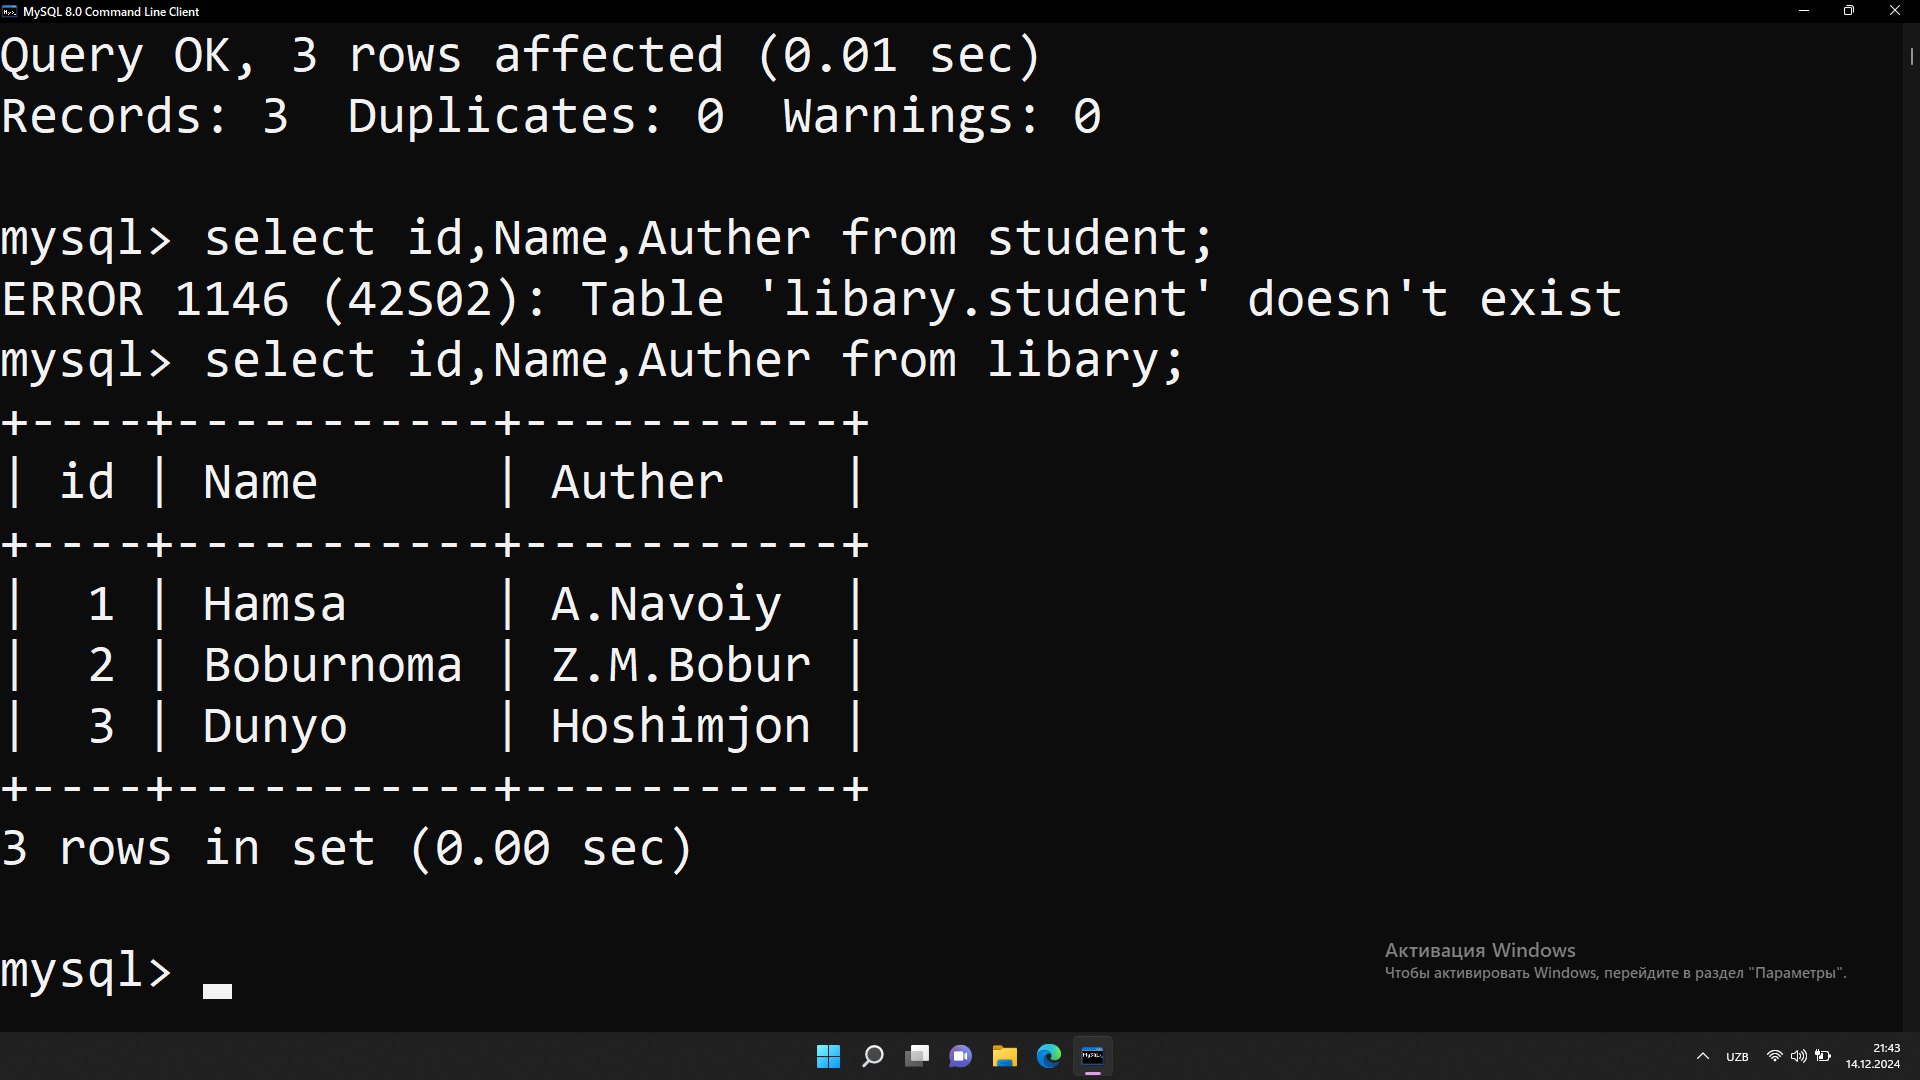 MySQL 8.0 Command Line Client
Query OK, 3 rows affected (0.01 sec)
Records: 3  Duplicates: 0  Warnings: 0
mysql> select id,Name,Auther from student;
ERROR 1146 (42S02): Table 'libary.student' doesn't exist
mysql> select id,Name,Auther from libary;
+----+-----------+-----------+
| id | Name      | Auther    |
+----+-----------+-----------+
|  1 | Hamsa     | A.Navoiy  |
|  2 | Boburnoma | Z.M.Bobur |
|  3 | Dunyo     | Hoshimjon |
+----+-----------+-----------+
3 rows in set (0.00 sec)
mysql>
Активация Windows
Чтобы активировать Windows, перейдите в раздел "Параметры".
MySQL
UZB
21:43
14.12.2024